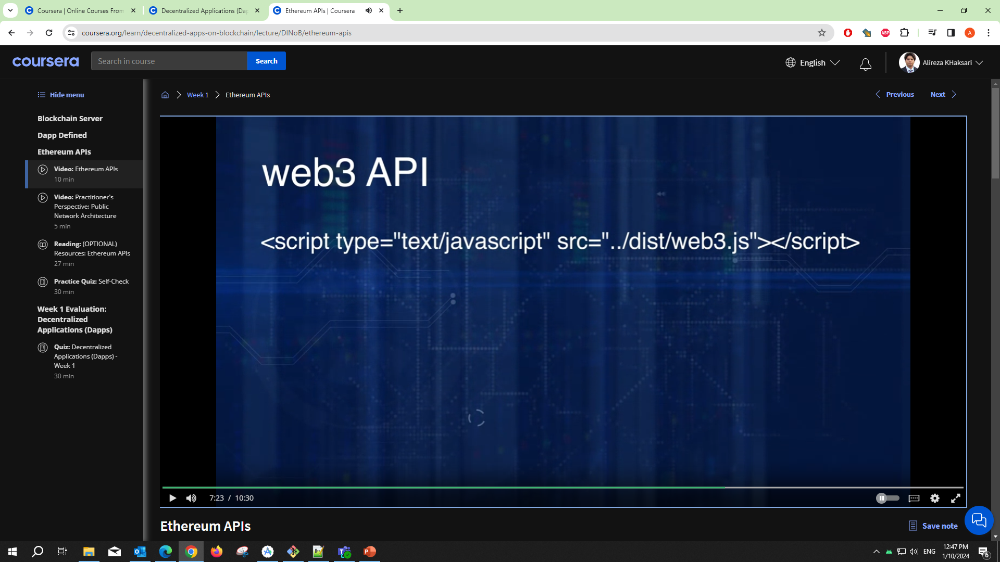 Coursera | Online Courses From
Decentralized Applications (Dap
Ethereum APIs | Coursera
coursera.org/learn/decentralized-apps-on-blockchain/lecture/DINoB/ethereum-apis
ABP
A
coursera
Search in course
Search
English
Alireza KHaksari
Hide menu
Week 1
Ethereum APIs
Previous
Next
Blockchain Server
Dapp Defined
Ethereum APIs
Video: Ethereum APIs
10 min
Video: Practitioner's
Perspective: Public
Network Architecture
5 min
Reading: (OPTIONAL)
Resources: Ethereum APIs
27 min
Practice Quiz: Self-Check
30 min
Week 1 Evaluation:
Decentralized
Applications (Dapps)
Quiz: Decentralized
Applications (Dapps) -
Week 1
30 min
web3 API
<script type="text/javascript" src="../dist/web3.js"></script>
7:23 / 10:30
Ethereum APIs
Save note
ENG
12:47 PM
1/10/2024
6